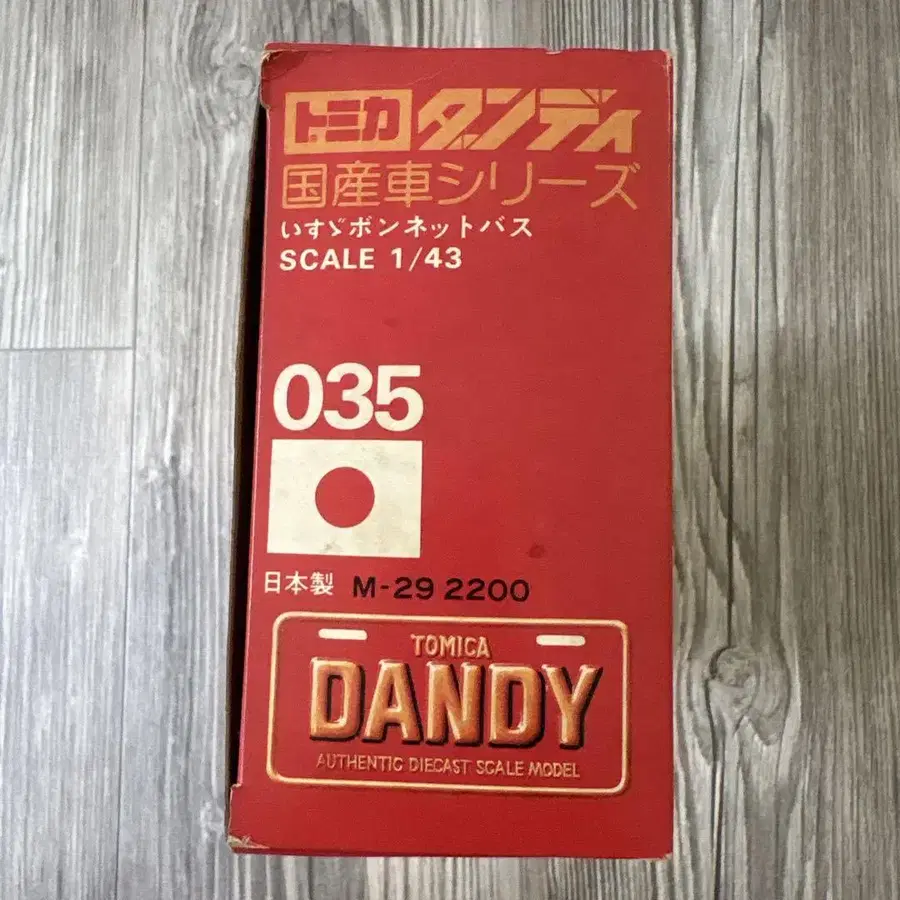 トミカ ダンディ
国産車シリーズ
いすゞボンネットバス
SCALE 1/43
035
日本製 M-29 2200
TOMICA
DANDY
AUTHENTIC DIECAST SCALE MODEL